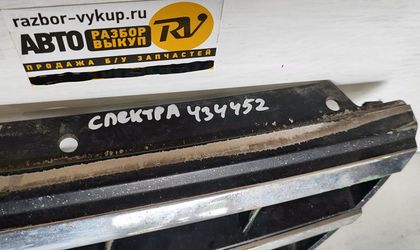 razbor-vykup.ru
АВТО РАЗБОР ВЫКУП RV
ПРОДАЖА Б/У ЗАПЧАСТЕЙ
СПЕКТРА 434452